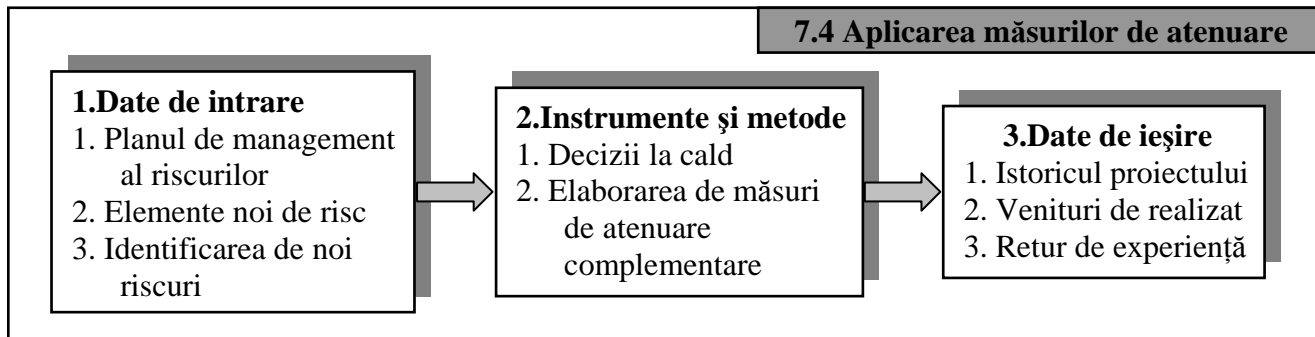 7.4 Aplicarea măsurilor de atenuare
1.Date de intrare
1. Planul de management
al riscurilor
2. Elemente noi de risc
3. Identificarea de noi
riscuri
2.Instrumente şi metode
1. Decizii la cald
2. Elaborarea de măsuri
de atenuare
complementare
3.Date de ieşire
1. Istoricul proiectului
2. Venituri de realizat
3. Retur de experienţă